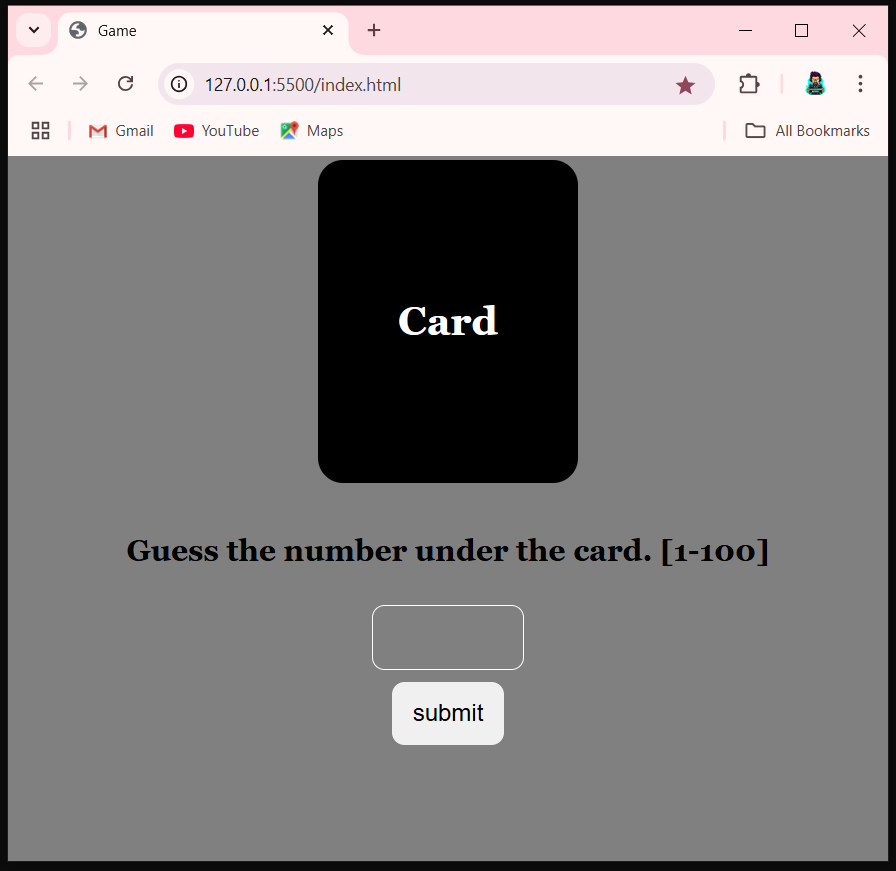 Game
127.0.0.1:5500/index.html
Gmail YouTube Maps All Bookmarks
Card
Guess the number under the card. [1-100]
submit